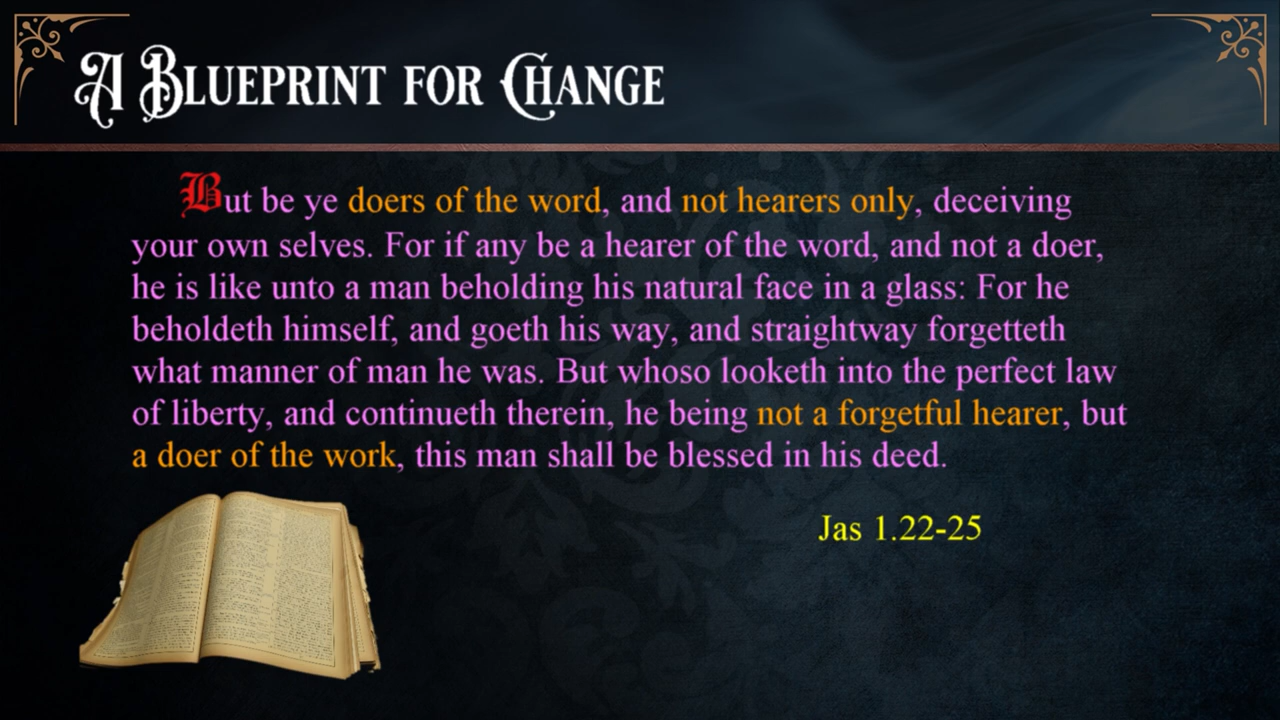 A Blueprint for Change
But be ye doers of the word, and not hearers only, deceiving
your own selves. For if any be a hearer of the word, and not a doer,
he is like unto a man beholding his natural face in a glass: For he
beholdeth himself, and goeth his way, and straightway forgetteth
what manner of man he was. But whoso looketh into the perfect law
of liberty, and continueth therein, he being not a forgetful hearer, but
a doer of the work, this man shall be blessed in his deed.
Jas 1.22-25